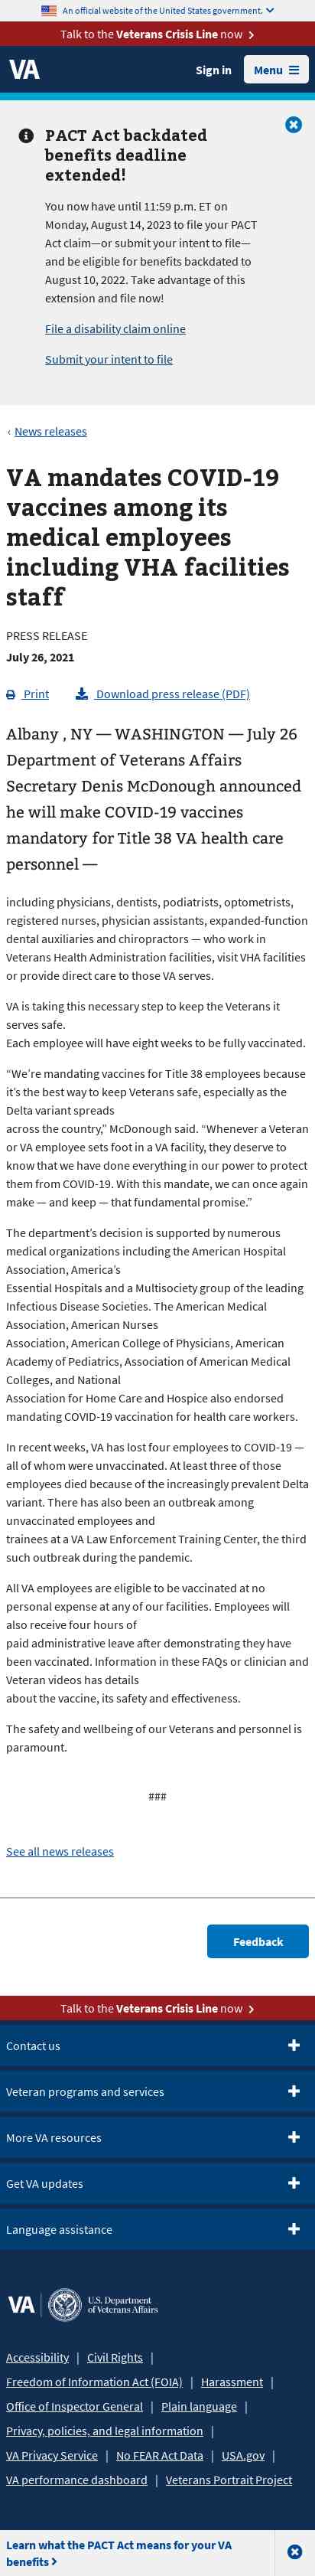 An official website of the United States government.
Talk to the Veterans Crisis Line now
VA
Sign in
Menu
PACT Act backdated
benefits deadline
extended!
You now have until 11:59 p.m. ET on
Monday, August 14, 2023 to file your PACT
Act claim—or submit your intent to file—
and be eligible for benefits backdated to
August 10, 2022. Take advantage of this
extension and file now!
File a disability claim online
Submit your intent to file
‹ News releases
VA mandates COVID-19
vaccines among its
medical employees
including VHA facilities
staff
PRESS RELEASE
July 26, 2021
Print
Download press release (PDF)
Albany , NY — WASHINGTON — July 26
Department of Veterans Affairs
Secretary Denis McDonough announced
he will make COVID-19 vaccines
mandatory for Title 38 VA health care
personnel —
including physicians, dentists, podiatrists, optometrists,
registered nurses, physician assistants, expanded-function
dental auxiliaries and chiropractors — who work in
Veterans Health Administration facilities, visit VHA facilities
or provide direct care to those VA serves.
VA is taking this necessary step to keep the Veterans it
serves safe.
Each employee will have eight weeks to be fully vaccinated.
“We’re mandating vaccines for Title 38 employees because
it’s the best way to keep Veterans safe, especially as the
Delta variant spreads
across the country,” McDonough said. “Whenever a Veteran
or VA employee sets foot in a VA facility, they deserve to
know that we have done everything in our power to protect
them from COVID-19. With this mandate, we can once again
make — and keep — that fundamental promise.”
The department’s decision is supported by numerous
medical organizations including the American Hospital
Association, America’s
Essential Hospitals and a Multisociety group of the leading
Infectious Disease Societies. The American Medical
Association, American Nurses
Association, American College of Physicians, American
Academy of Pediatrics, Association of American Medical
Colleges, and National
Association for Home Care and Hospice also endorsed
mandating COVID-19 vaccination for health care workers.
In recent weeks, VA has lost four employees to COVID-19 —
all of whom were unvaccinated. At least three of those
employees died because of the increasingly prevalent Delta
variant. There has also been an outbreak among
unvaccinated employees and
trainees at a VA Law Enforcement Training Center, the third
such outbreak during the pandemic.
All VA employees are eligible to be vaccinated at no
personal expense at any of our facilities. Employees will
also receive four hours of
paid administrative leave after demonstrating they have
been vaccinated. Information in these FAQs or clinician and
Veteran videos has details
about the vaccine, its safety and effectiveness.
The safety and wellbeing of our Veterans and personnel is
paramount.
###
See all news releases
Feedback
Talk to the Veterans Crisis Line now
Contact us
Veteran programs and services
More VA resources
Get VA updates
Language assistance
VA
U.S. Department
of Veterans Affairs
Accessibility | Civil Rights |
Freedom of Information Act (FOIA) | Harassment |
Office of Inspector General | Plain language |
Privacy, policies, and legal information |
VA Privacy Service | No FEAR Act Data | USA.gov |
VA performance dashboard | Veterans Portrait Project
Learn what the PACT Act means for your VA
benefits